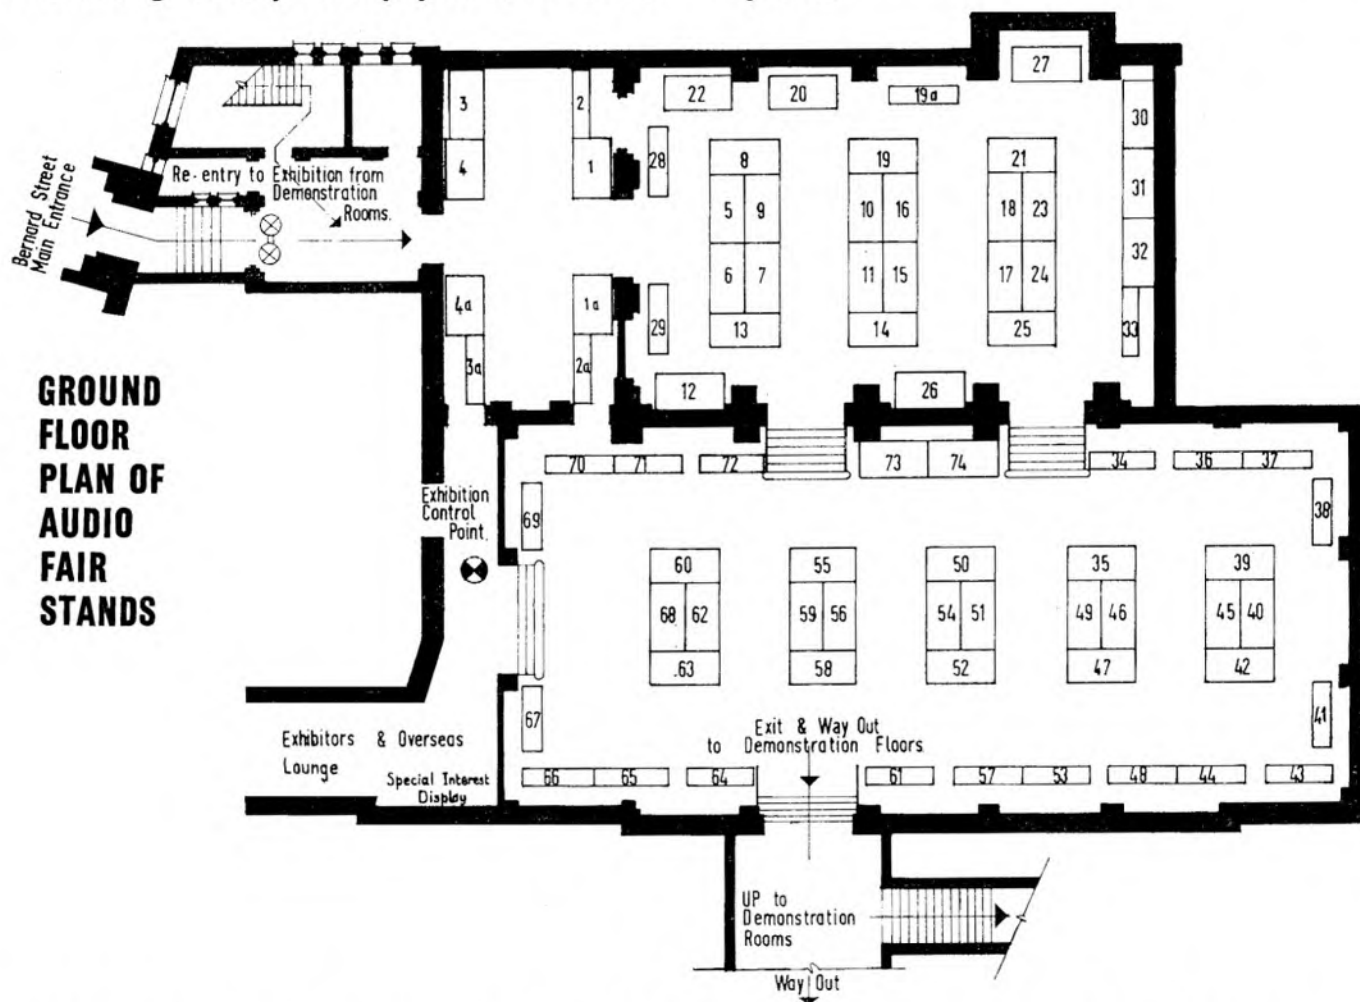 27
22
20
19a
3
2
30
4
1
28
8
19
21
31
Re-entry to Exhibition from
Demonstration
Rooms.
5 9
10 16
18 23
32
Bernard Street
Main Entrance
6 7
11 15
17 24
4a
1a
29
13
14
25
33
3a
2a
12
26
GROUND
FLOOR
PLAN OF
AUDIO
FAIR
STANDS
70 71 72
73 74
34 36 37
Exhibition
Control
Point.
69
38
60
55
50
35
39
68 62
59 56
54 51
49 46
45 40
63
58
52
47
42
67
41
Exhibitors & Overseas
Lounge
Special Interest
Display
Exit & Way Out
to Demonstration Floors
66 65 64
61 57 53 48 44 43
UP to
Demonstration
Rooms
Way Out